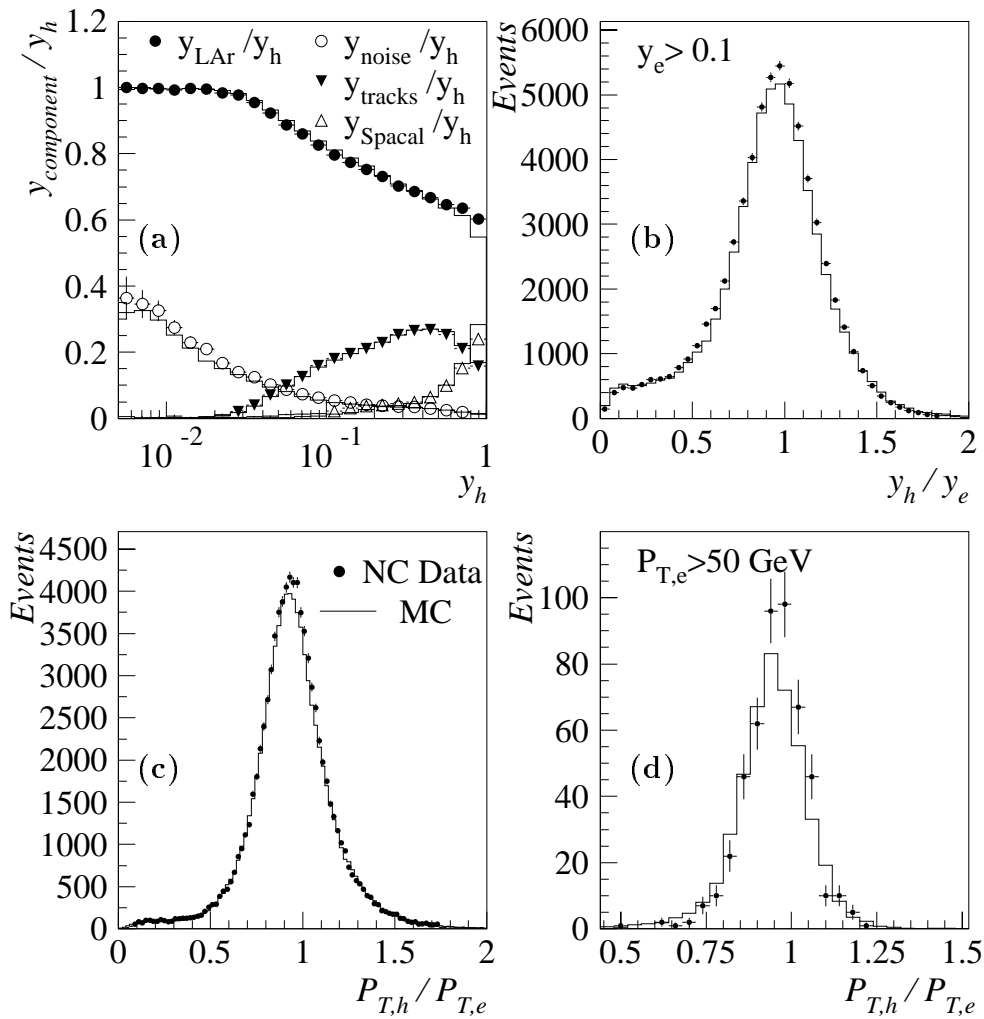 y_component / y_h
1.2
1
0.8
0.6
0.4
0.2
0
y_LAr /y_h
y_noise /y_h
y_tracks /y_h
y_Spacal /y_h
(a)
10^-2
10^-1
1
y_h
Events
6000
5000
4000
3000
2000
1000
0
y_e> 0.1
(b)
0
0.5
1
1.5
2
y_h / y_e
Events
4500
4000
3500
3000
2500
2000
1500
1000
500
0
NC Data
MC
(c)
0
0.5
1
1.5
2
P_T,h / P_T,e
Events
100
80
60
40
20
0
P_T,e>50 GeV
(d)
0.5
0.75
1
1.25
1.5
P_T,h / P_T,e